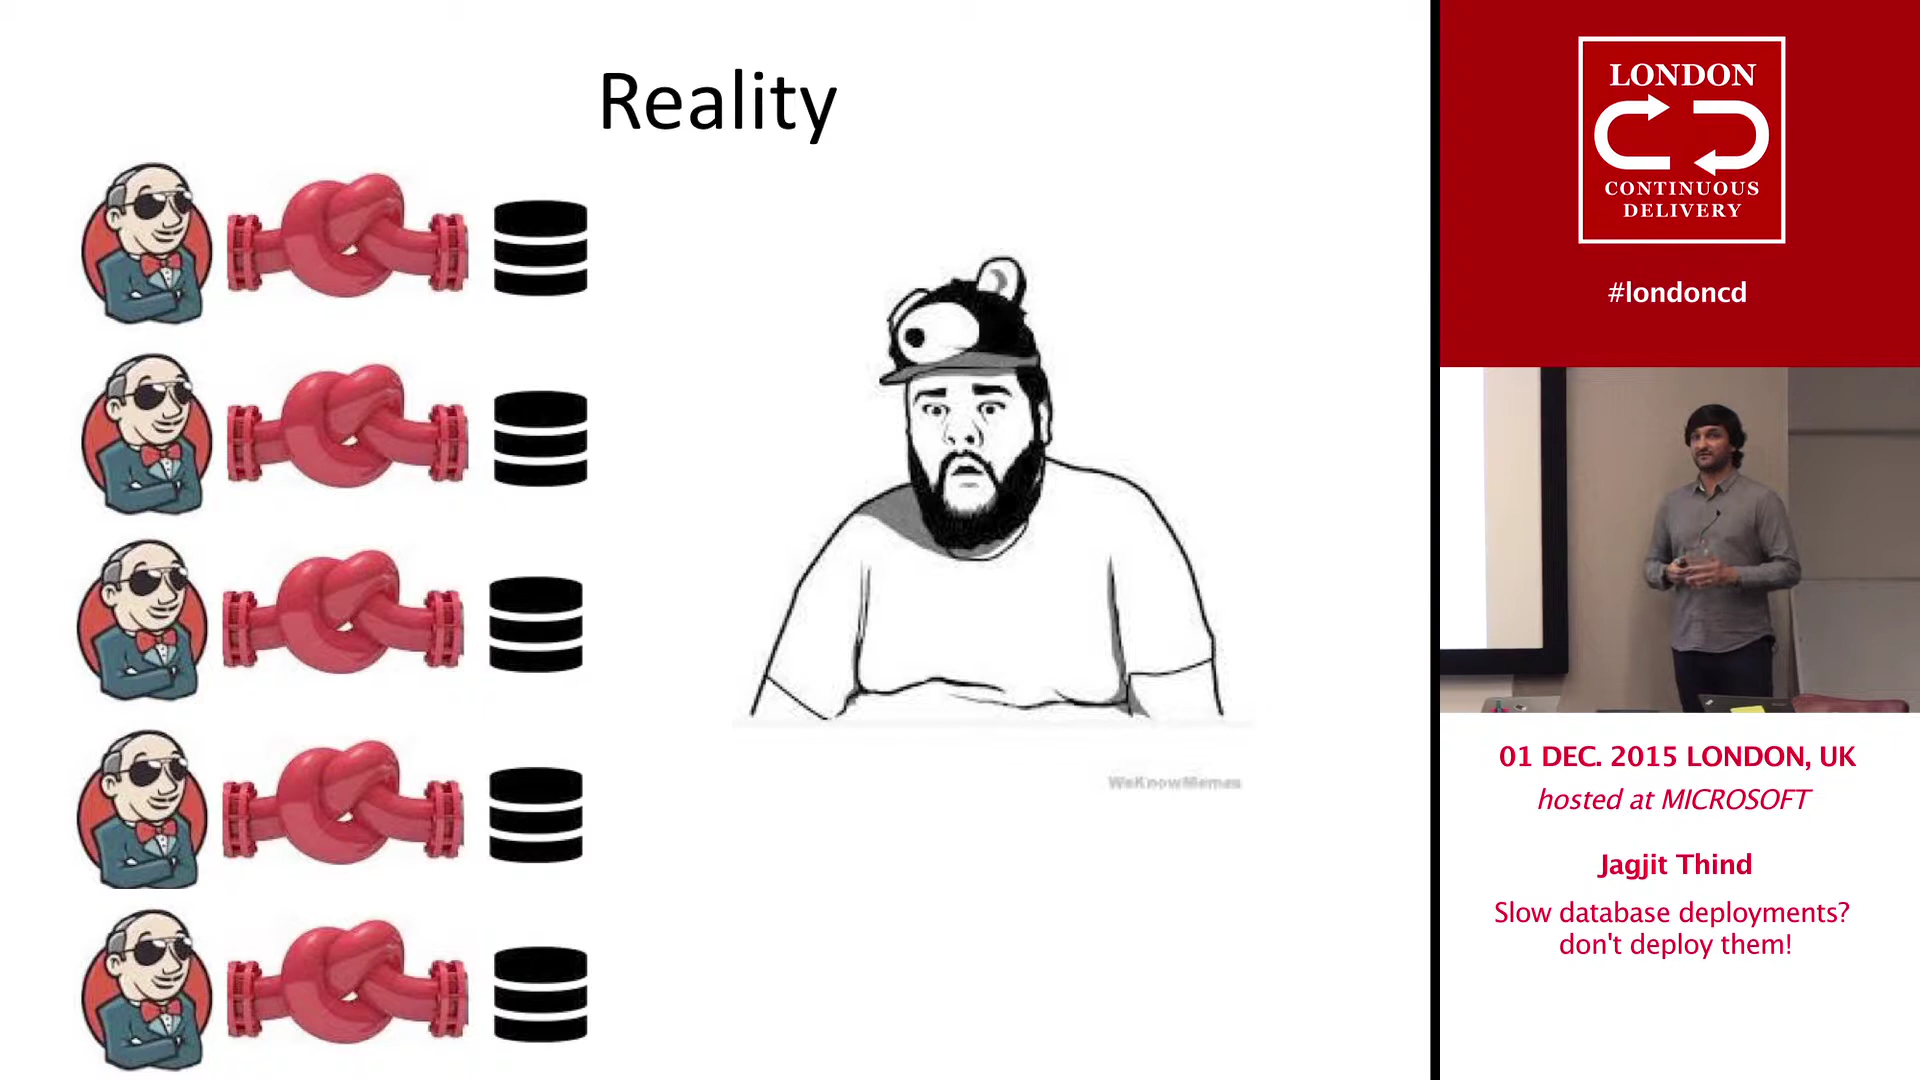 Reality
WeKnowMemes
LONDON
CONTINUOUS
DELIVERY
#londoncd
01 DEC. 2015 LONDON, UK
hosted at MICROSOFT
Jagjit Thind
Slow database deployments?
don't deploy them!